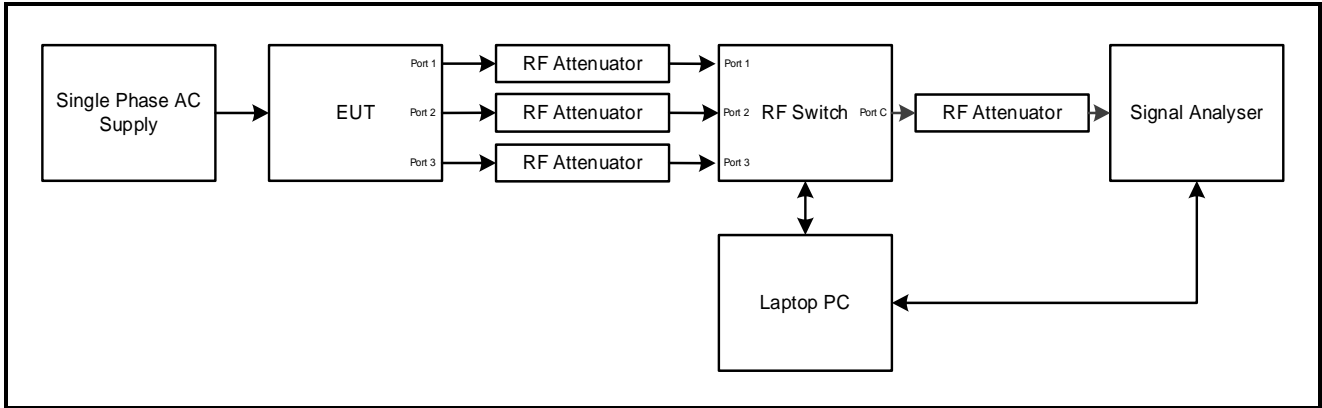 Single Phase AC
Supply
EUT
Port 1
Port 2
Port 3
RF Attenuator
RF Attenuator
RF Attenuator
Port 1
Port 2
Port 3
RF Switch
Port C
RF Attenuator
Signal Analyser
Laptop PC